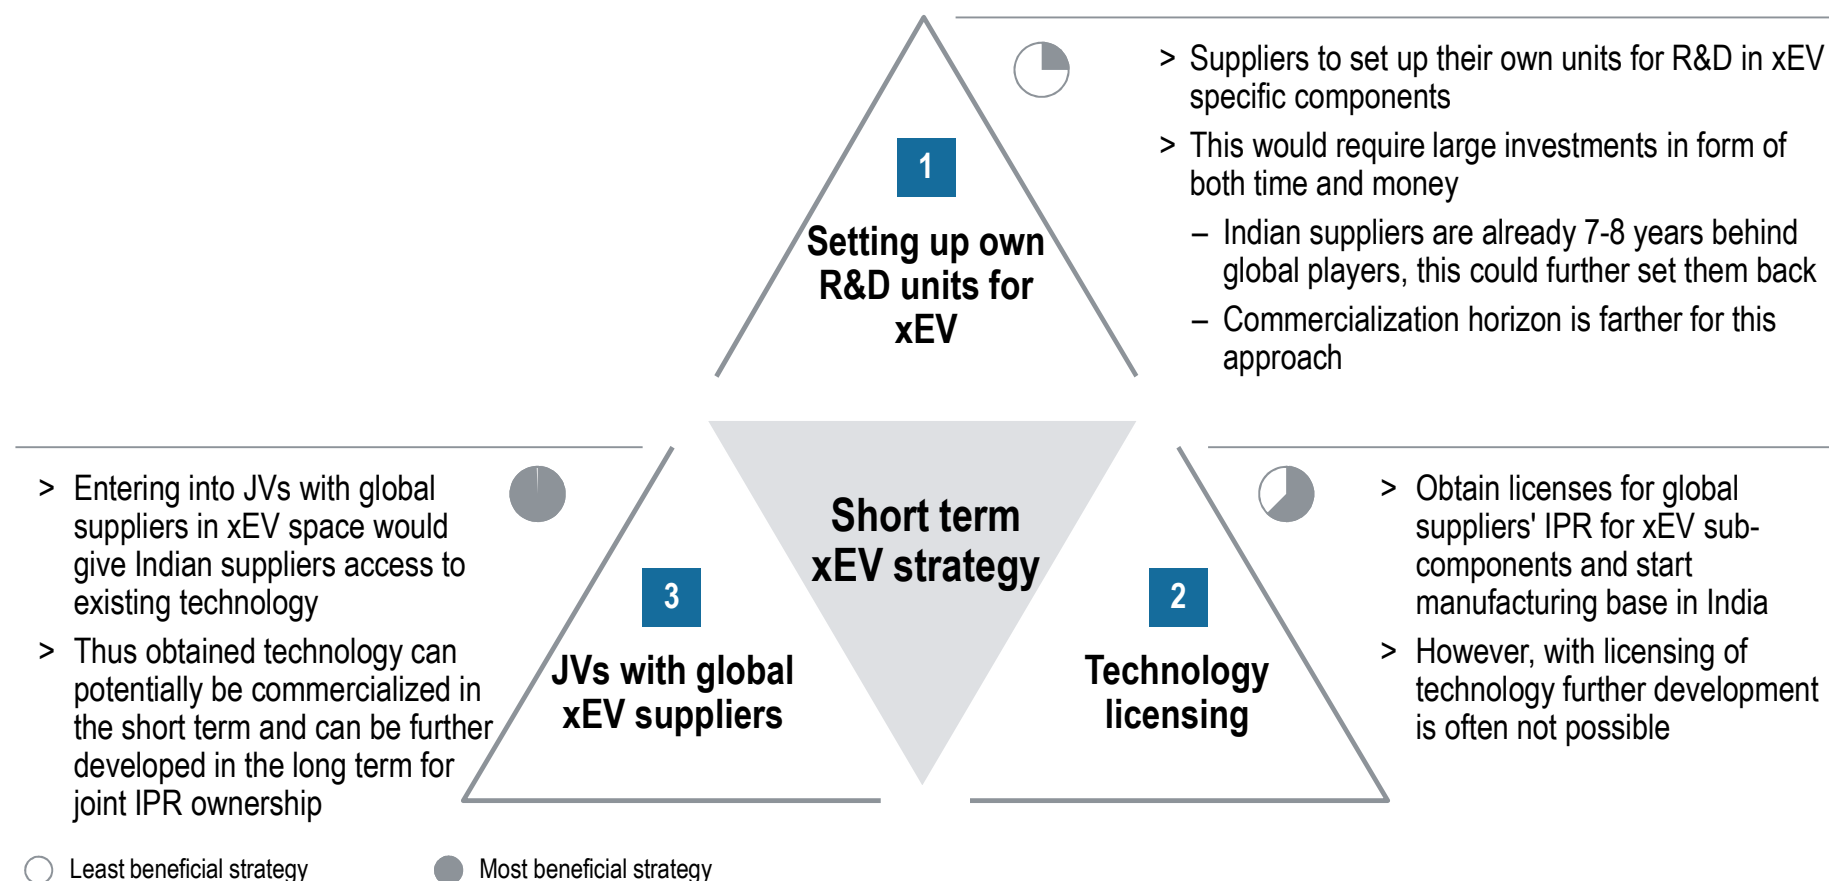 > Suppliers to set up their own units for R&D in xEV
specific components
> This would require large investments in form of
both time and money
– Indian suppliers are already 7-8 years behind
global players, this could further set them back
– Commercialization horizon is farther for this
approach
1
Setting up own
R&D units for
xEV
Short term
xEV strategy
> Obtain licenses for global
suppliers' IPR for xEV sub-
components and start
manufacturing base in India
> However, with licensing of
technology further development
is often not possible
2
Technology
licensing
> Entering into JVs with global
suppliers in xEV space would
give Indian suppliers access to
existing technology
> Thus obtained technology can
potentially be commercialized in
the short term and can be further
developed in the long term for
joint IPR ownership
3
JVs with global
xEV suppliers
Least beneficial strategy
Most beneficial strategy